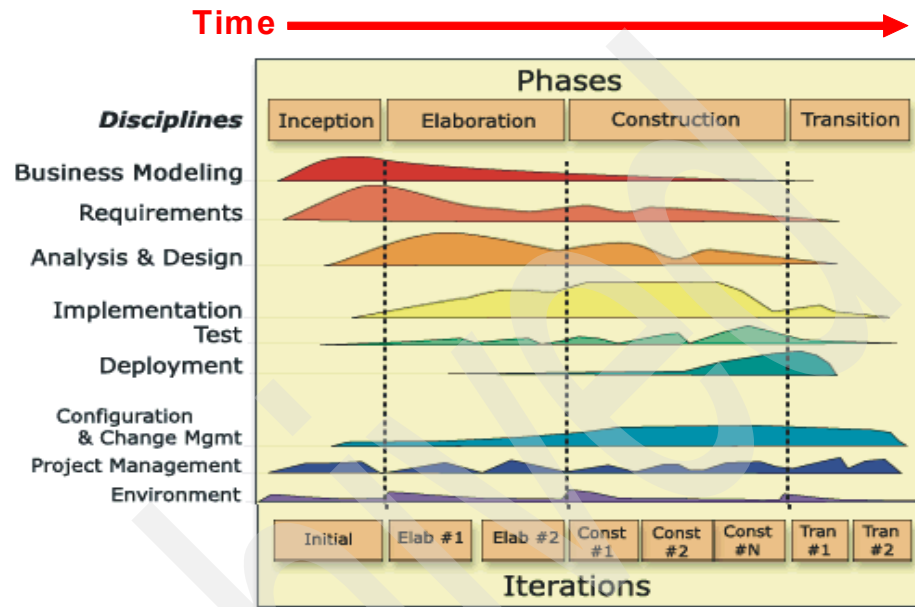 Time
Phases
Disciplines
Inception
Elaboration
Construction
Transition
Business Modeling
Requirements
Analysis & Design
Implementation
Test
Deployment
Configuration
& Change Mgmt
Project Management
Environment
Initial
Elab #1
Elab #2
Const
#1
Const
#2
Const
#N
Tran
#1
Tran
#2
Iterations